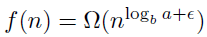 f(n) = Ω(n^{log_b a+ϵ})